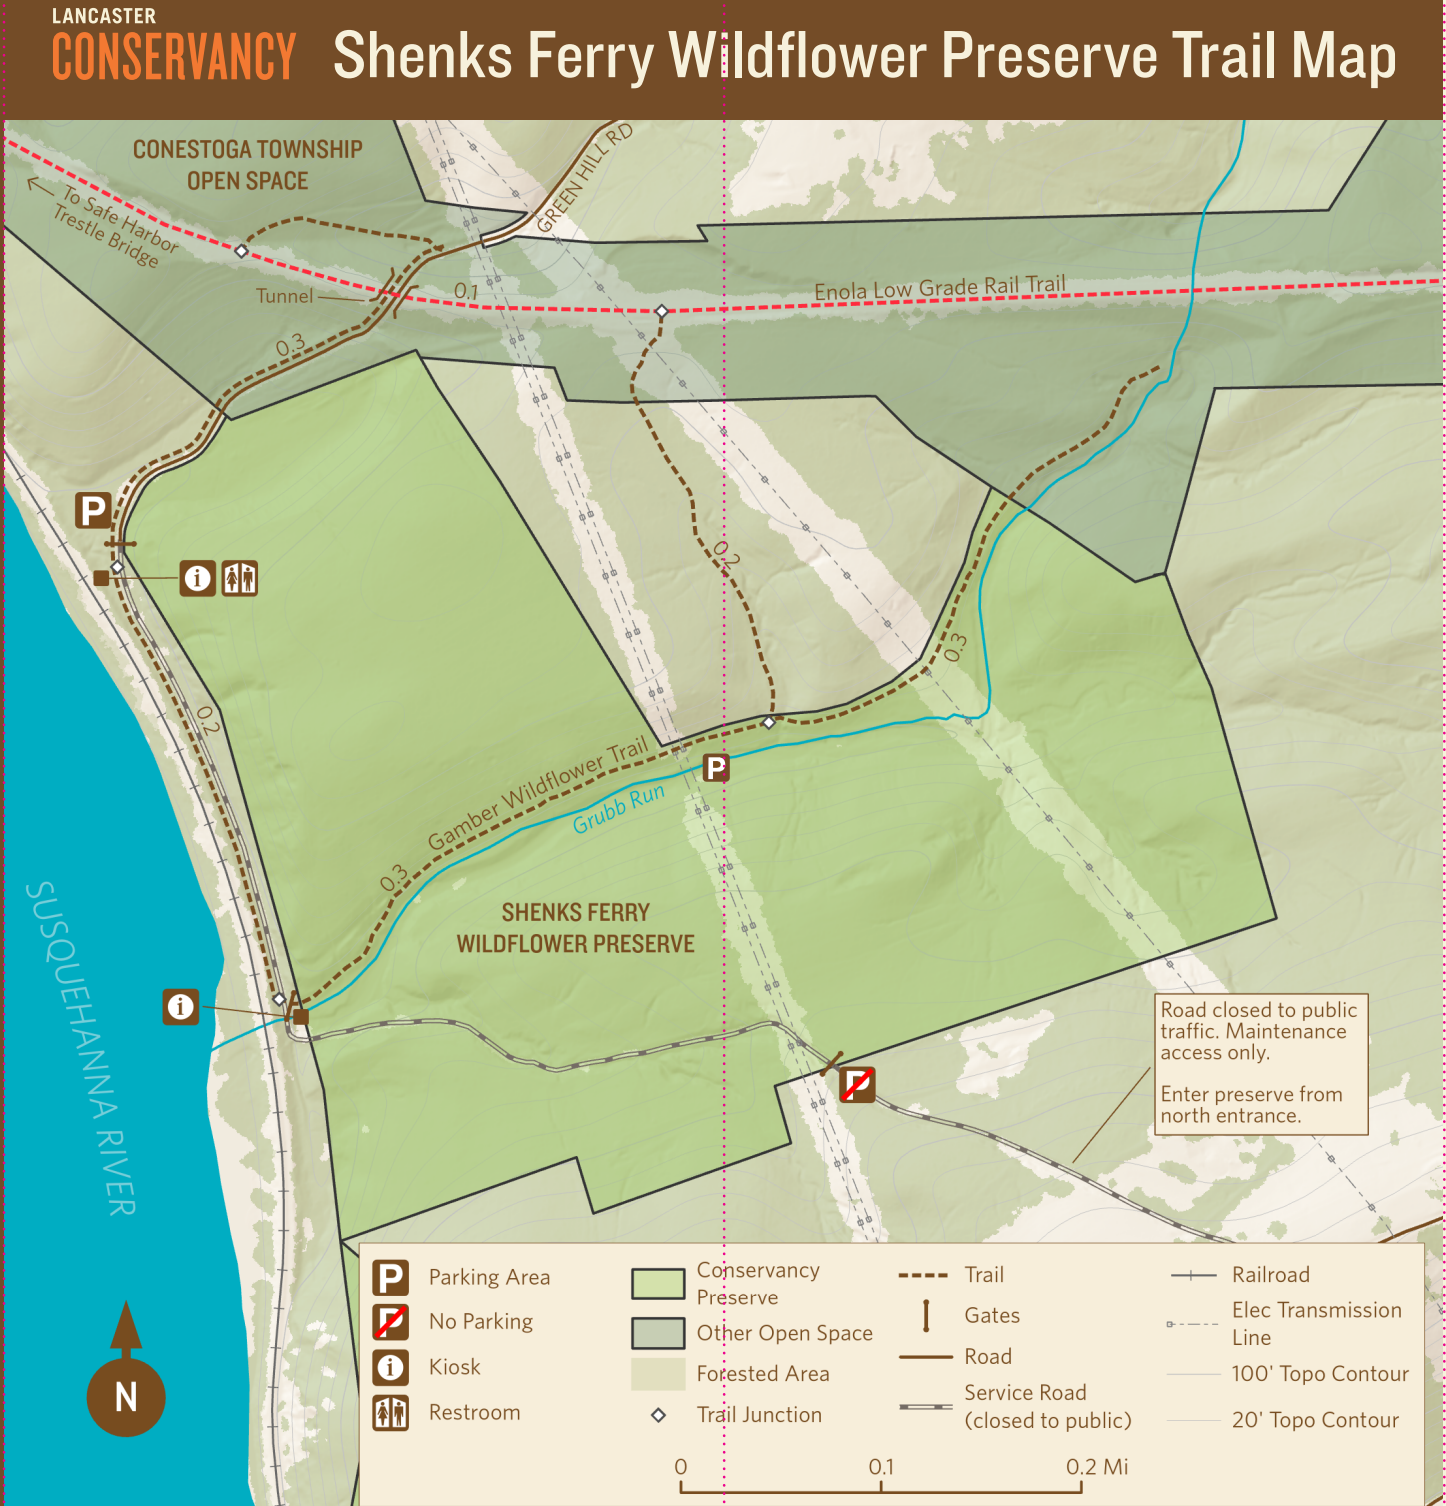 LANCASTER
CONSERVANCY
Shenks Ferry Wildflower Preserve Trail Map
CONESTOGA TOWNSHIP
OPEN SPACE
GREEN HILL RD
To Safe Harbor
Trestle Bridge
Tunnel
0.1
Enola Low Grade Rail Trail
0.3
P
0.2
i
0.3
0.2
Gamber Wildflower Trail
P
Grubb Run
0.3
SHENKS FERRY
WILDFLOWER PRESERVE
SUSQUEHANNA RIVER
i
P
Road closed to public
traffic. Maintenance
access only.
Enter preserve from
north entrance.
N
P
Parking Area
P
No Parking
i
Kiosk
Restroom
Conservancy
Preserve
Other Open Space
Forested Area
Trail Junction
Trail
Gates
Road
Service Road
(closed to public)
Railroad
Elec Transmission
Line
100' Topo Contour
20' Topo Contour
0
0.1
0.2 Mi